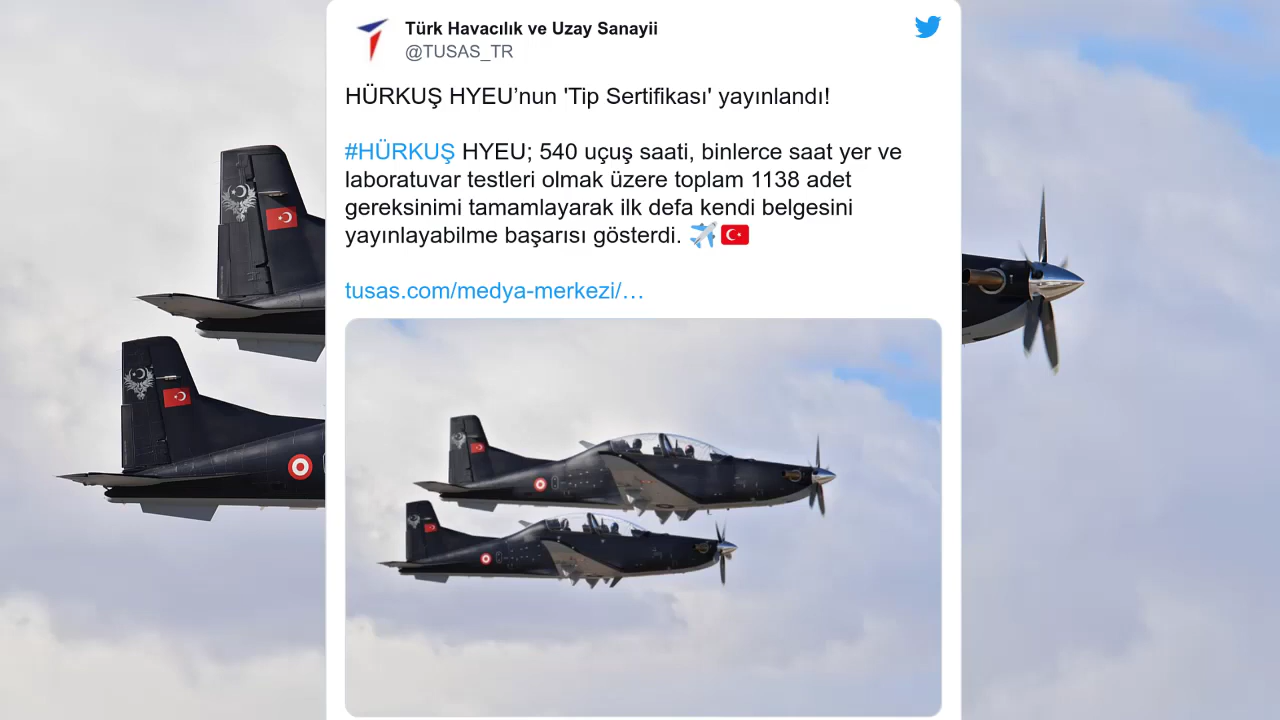 Türk Havacılık ve Uzay Sanayii
@TUSAS_TR
HÜRKUŞ HYEU’nun 'Tip Sertifikası' yayınlandı!
#HÜRKUŞ HYEU; 540 uçuş saati, binlerce saat yer ve
laboratuvar testleri olmak üzere toplam 1138 adet
gereksinimi tamamlayarak ilk defa kendi belgesini
yayınlayabilme başarısı gösterdi. ✈️🇹🇷
tusas.com/medya-merkezi/…